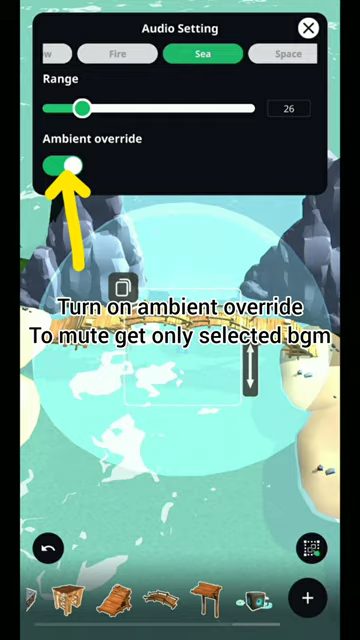 Audio Setting
w
Fire
Sea
Space
Range
26
Ambient override
Turn on ambient override
To mute get only selected bgm